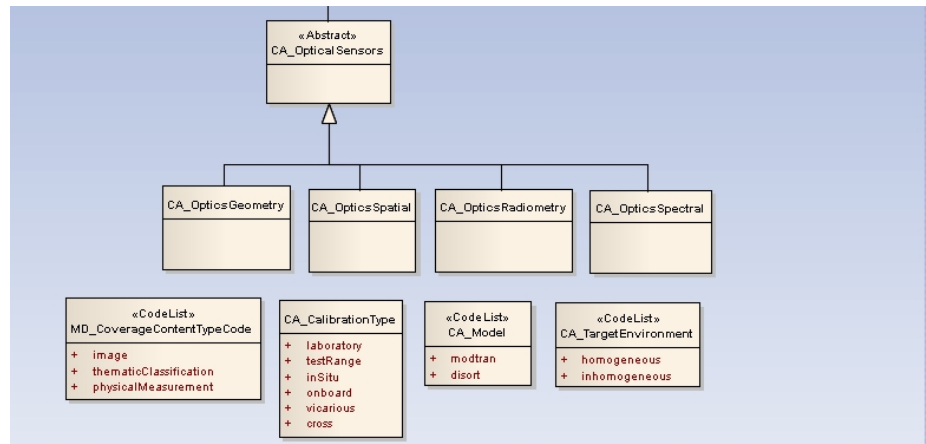 «Abstract»
CA_OpticalSensors
CA_OpticsGeometry
CA_OpticsSpatial
CA_OpticsRadiometry
CA_OpticsSpectral
«CodeList»
MD_CoverageContentTypeCode
+ image
+ thematicClassification
+ physicalMeasurement
CA_CalibrationType
+ laboratory
+ testRange
+ inSitu
+ onboard
+ vicarious
+ cross
«CodeList»
CA_Model
+ modtran
+ disort
«CodeList»
CA_TargetEnvironment
+ homogeneous
+ inhomogeneous